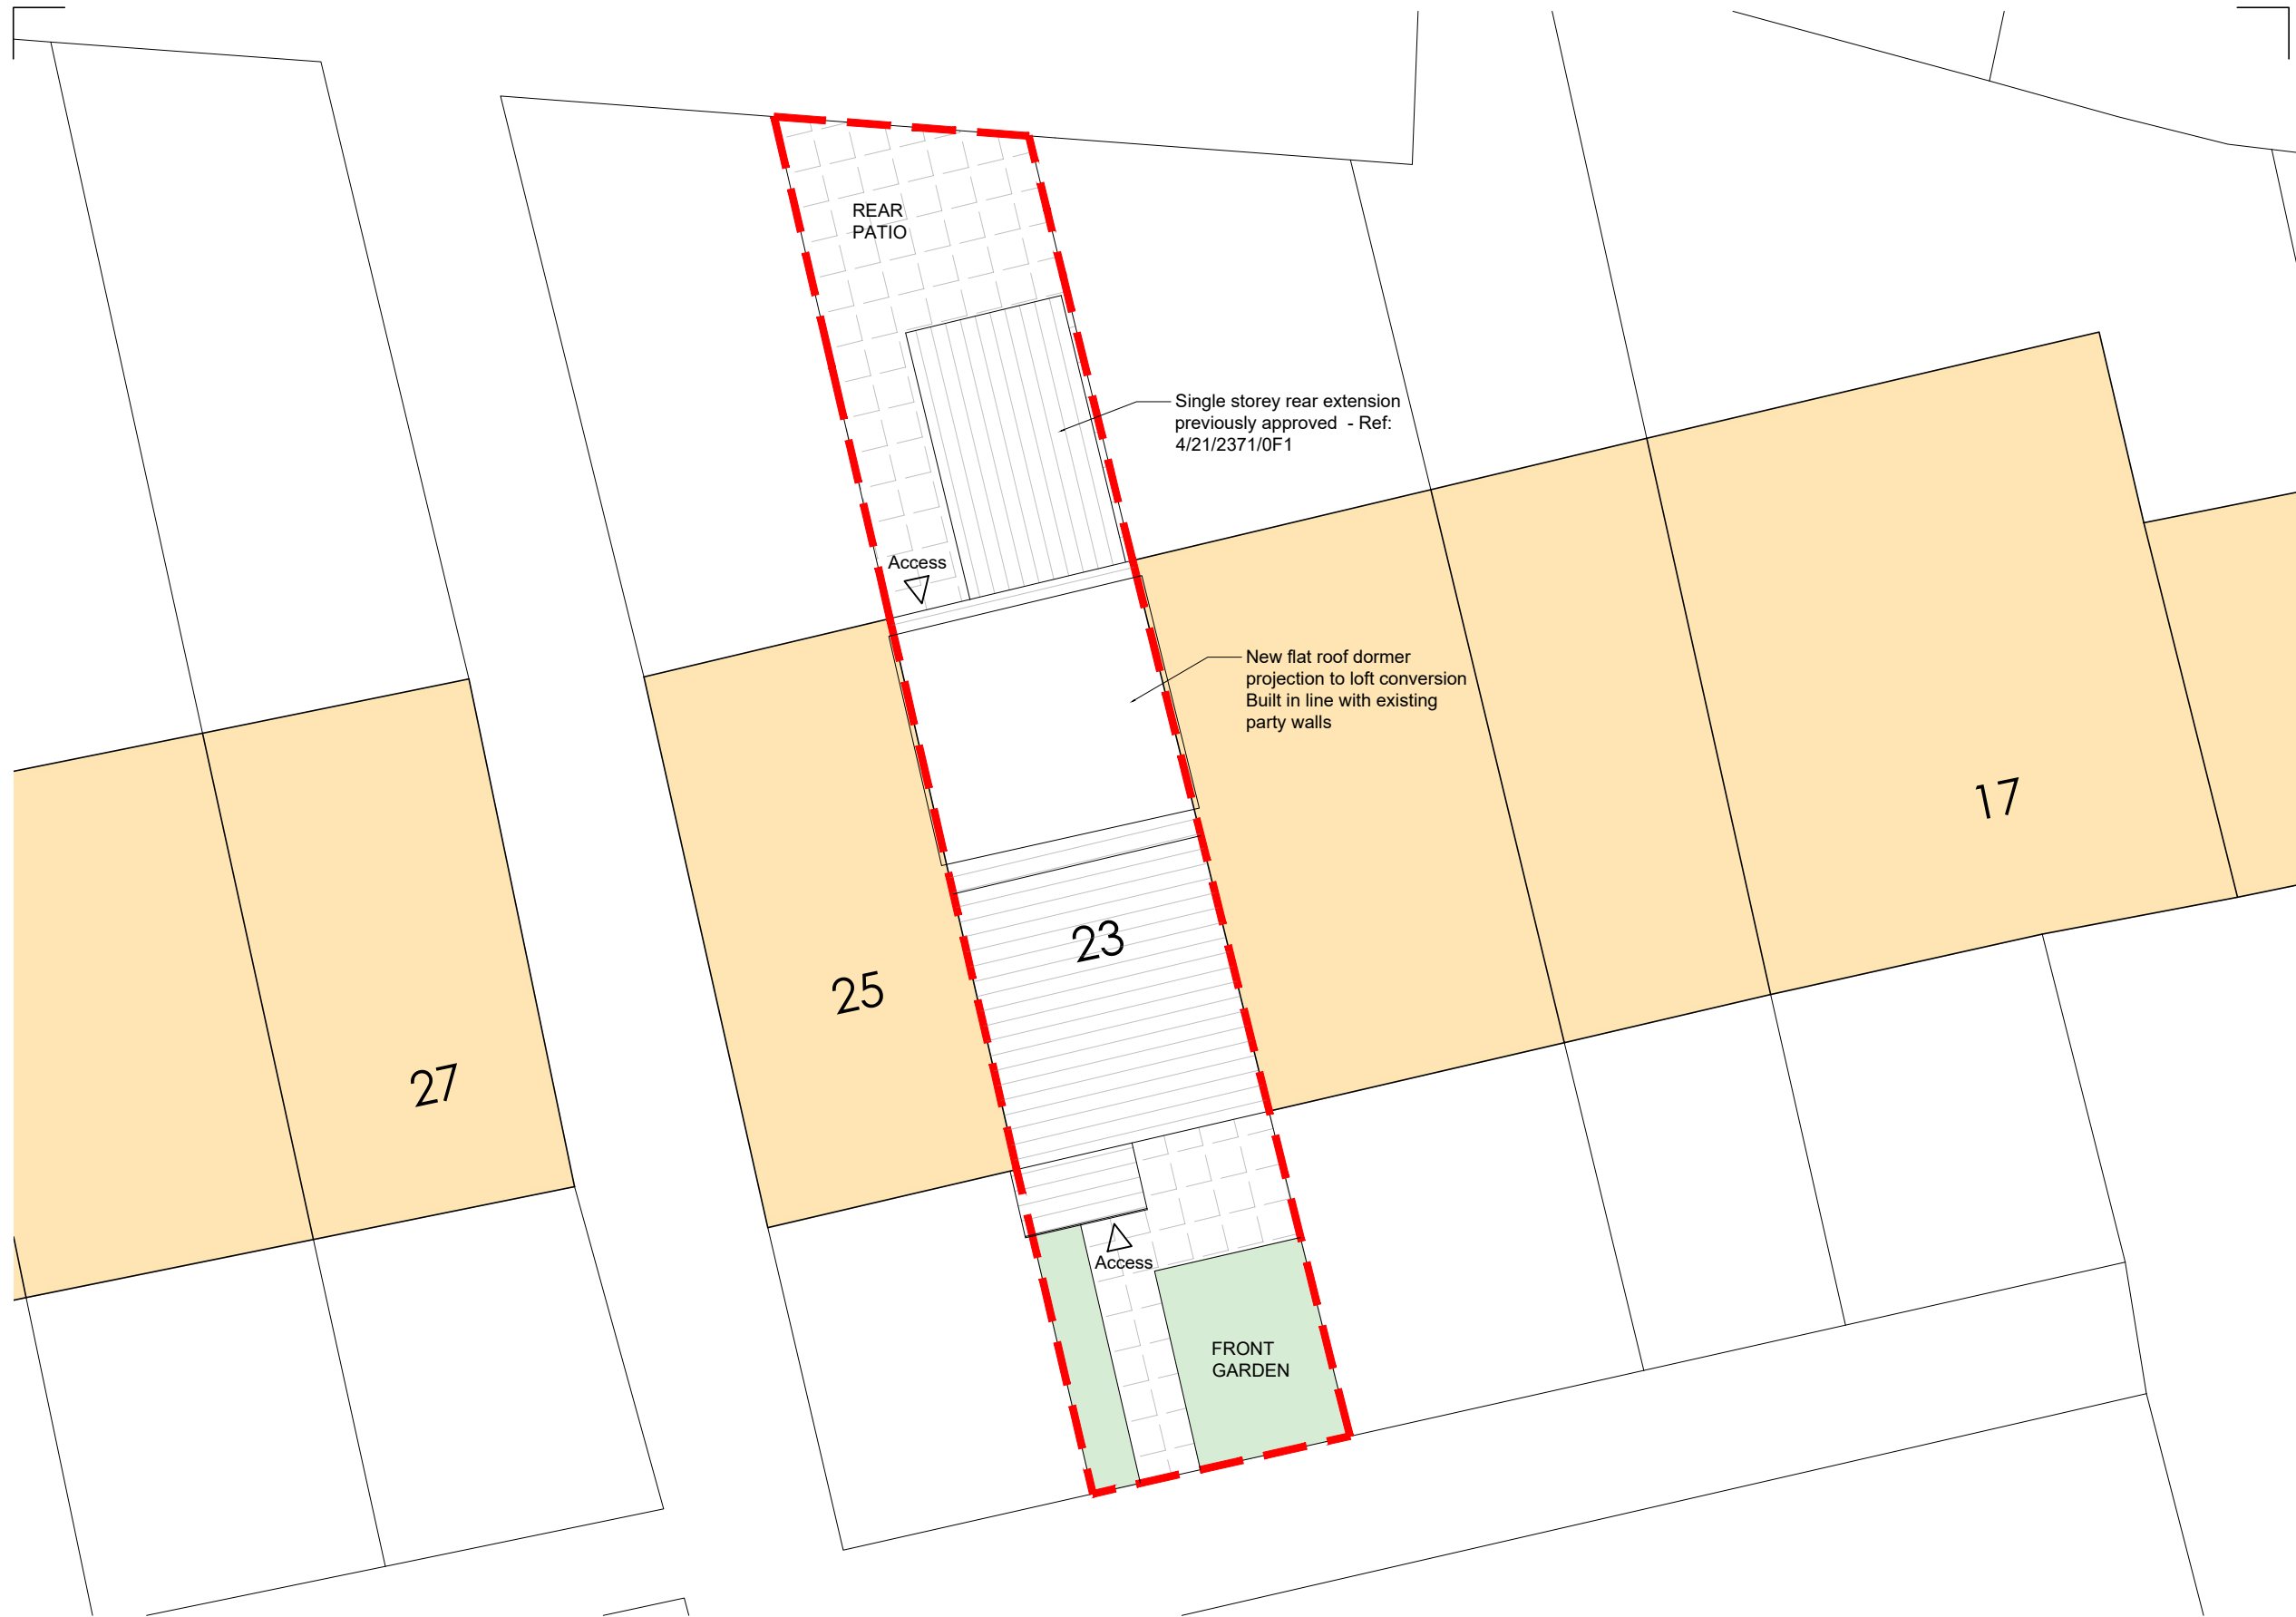 REAR
PATIO
Single storey rear extension
previously approved  - Ref:
4/21/2371/0F1
Access
New flat roof dormer
projection to loft conversion
Built in line with existing
party walls
17
23
25
27
Access
FRONT
GARDEN